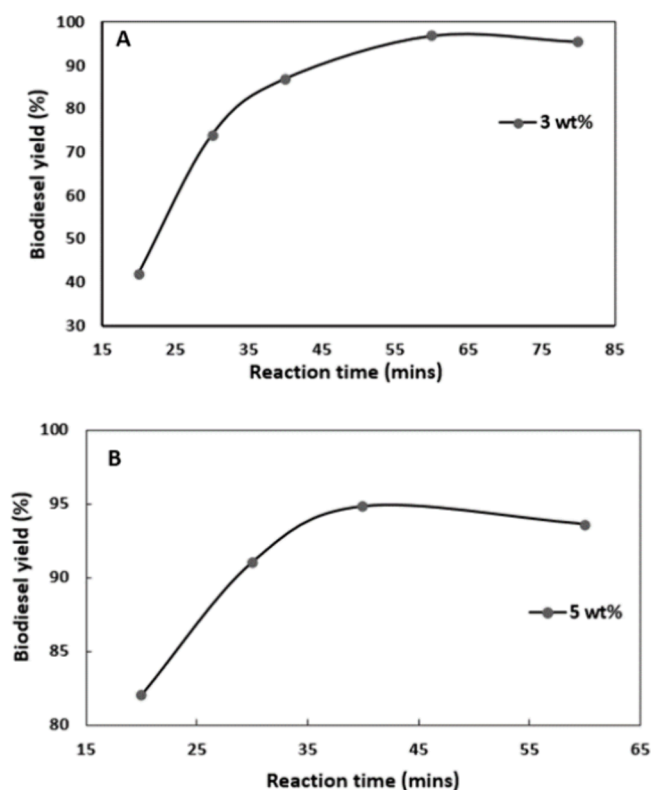 A
Biodiesel yield (%)
100
90
80
70
60
50
40
30
3 wt%
15 25 35 45 55 65 75 85
Reaction time (mins)
B
Biodiesel yield (%)
100
95
90
85
80
5 wt%
15 25 35 45 55 65
Reaction time (mins)